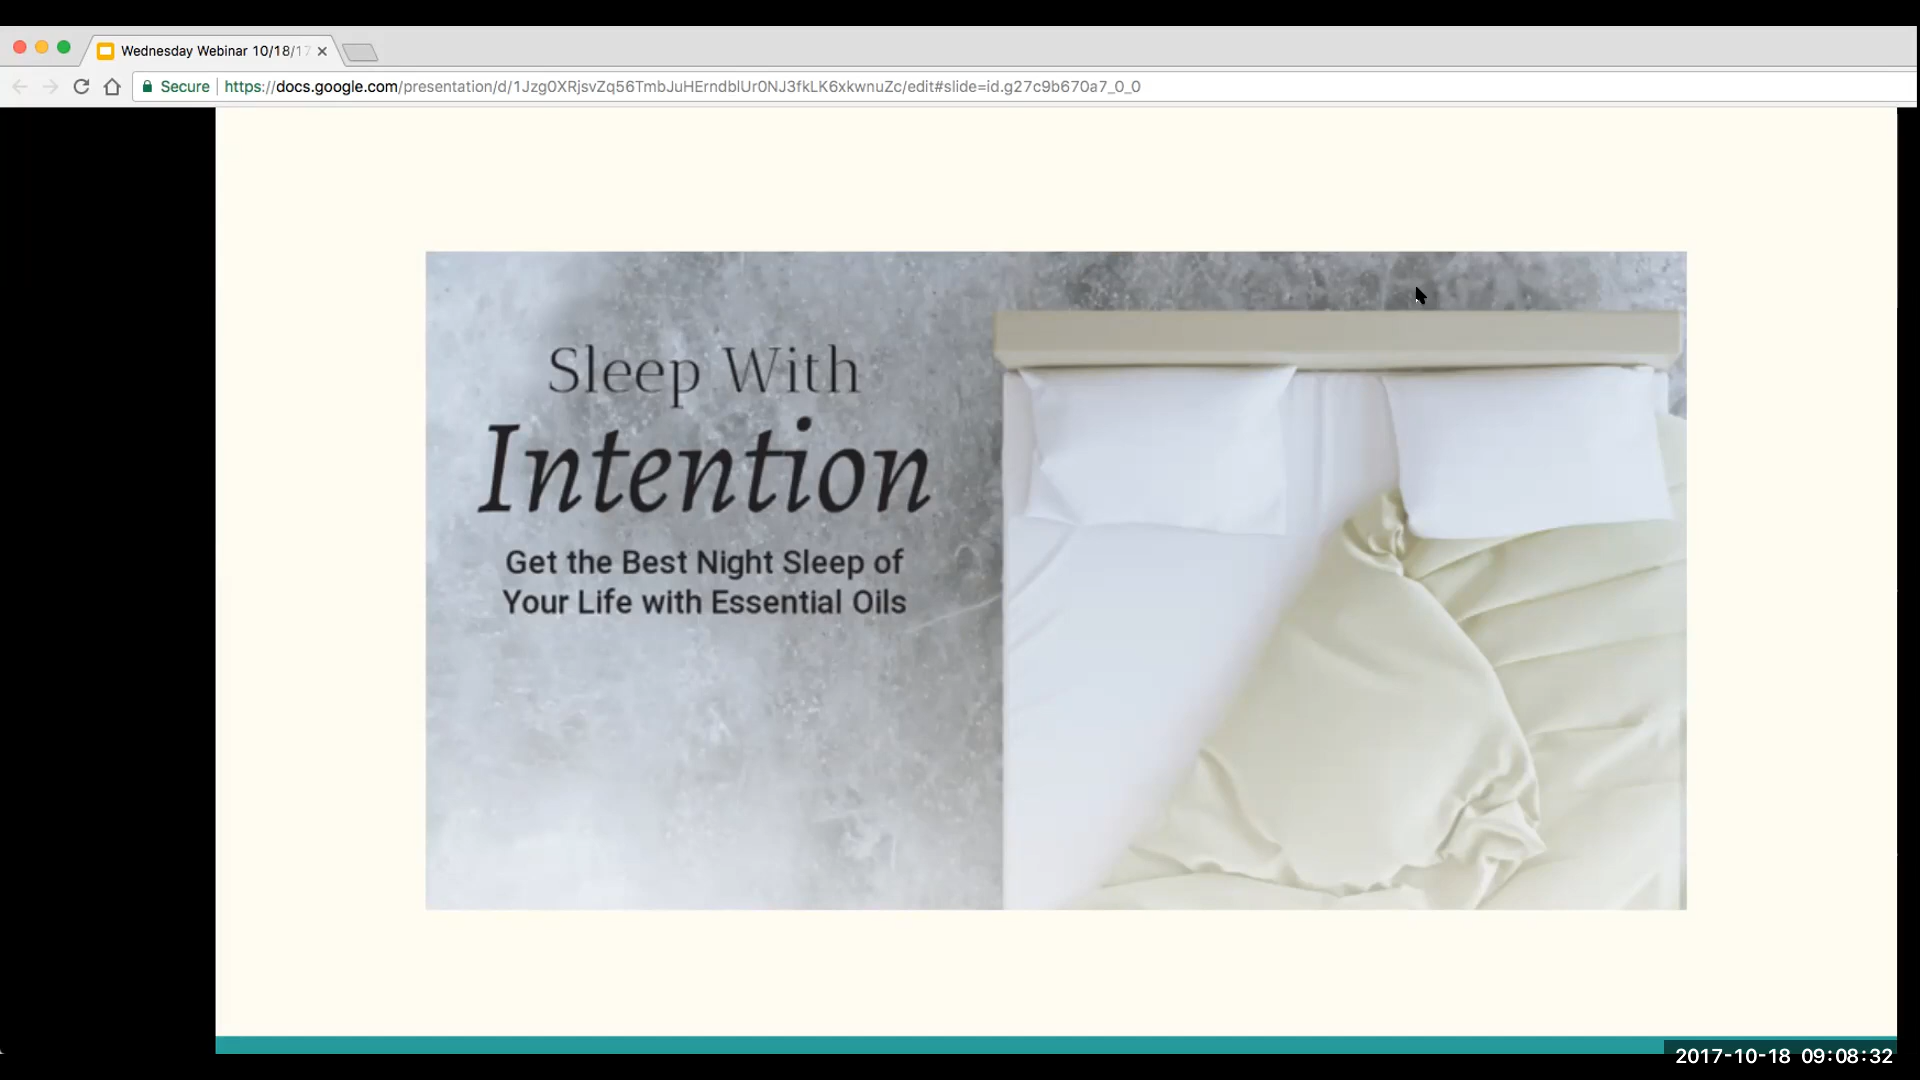 Wednesday Webinar 10/18/17
Secure
https://docs.google.com/presentation/d/1Jzg0XRjsvZq56TmbJuHErndblUr0NJ3fkLK6xkwnuZc/edit#slide=id.g27c9b670a7_0_0
Sleep With
Intention
Get the Best Night Sleep of
Your Life with Essential Oils
2017-10-18 09:08:32